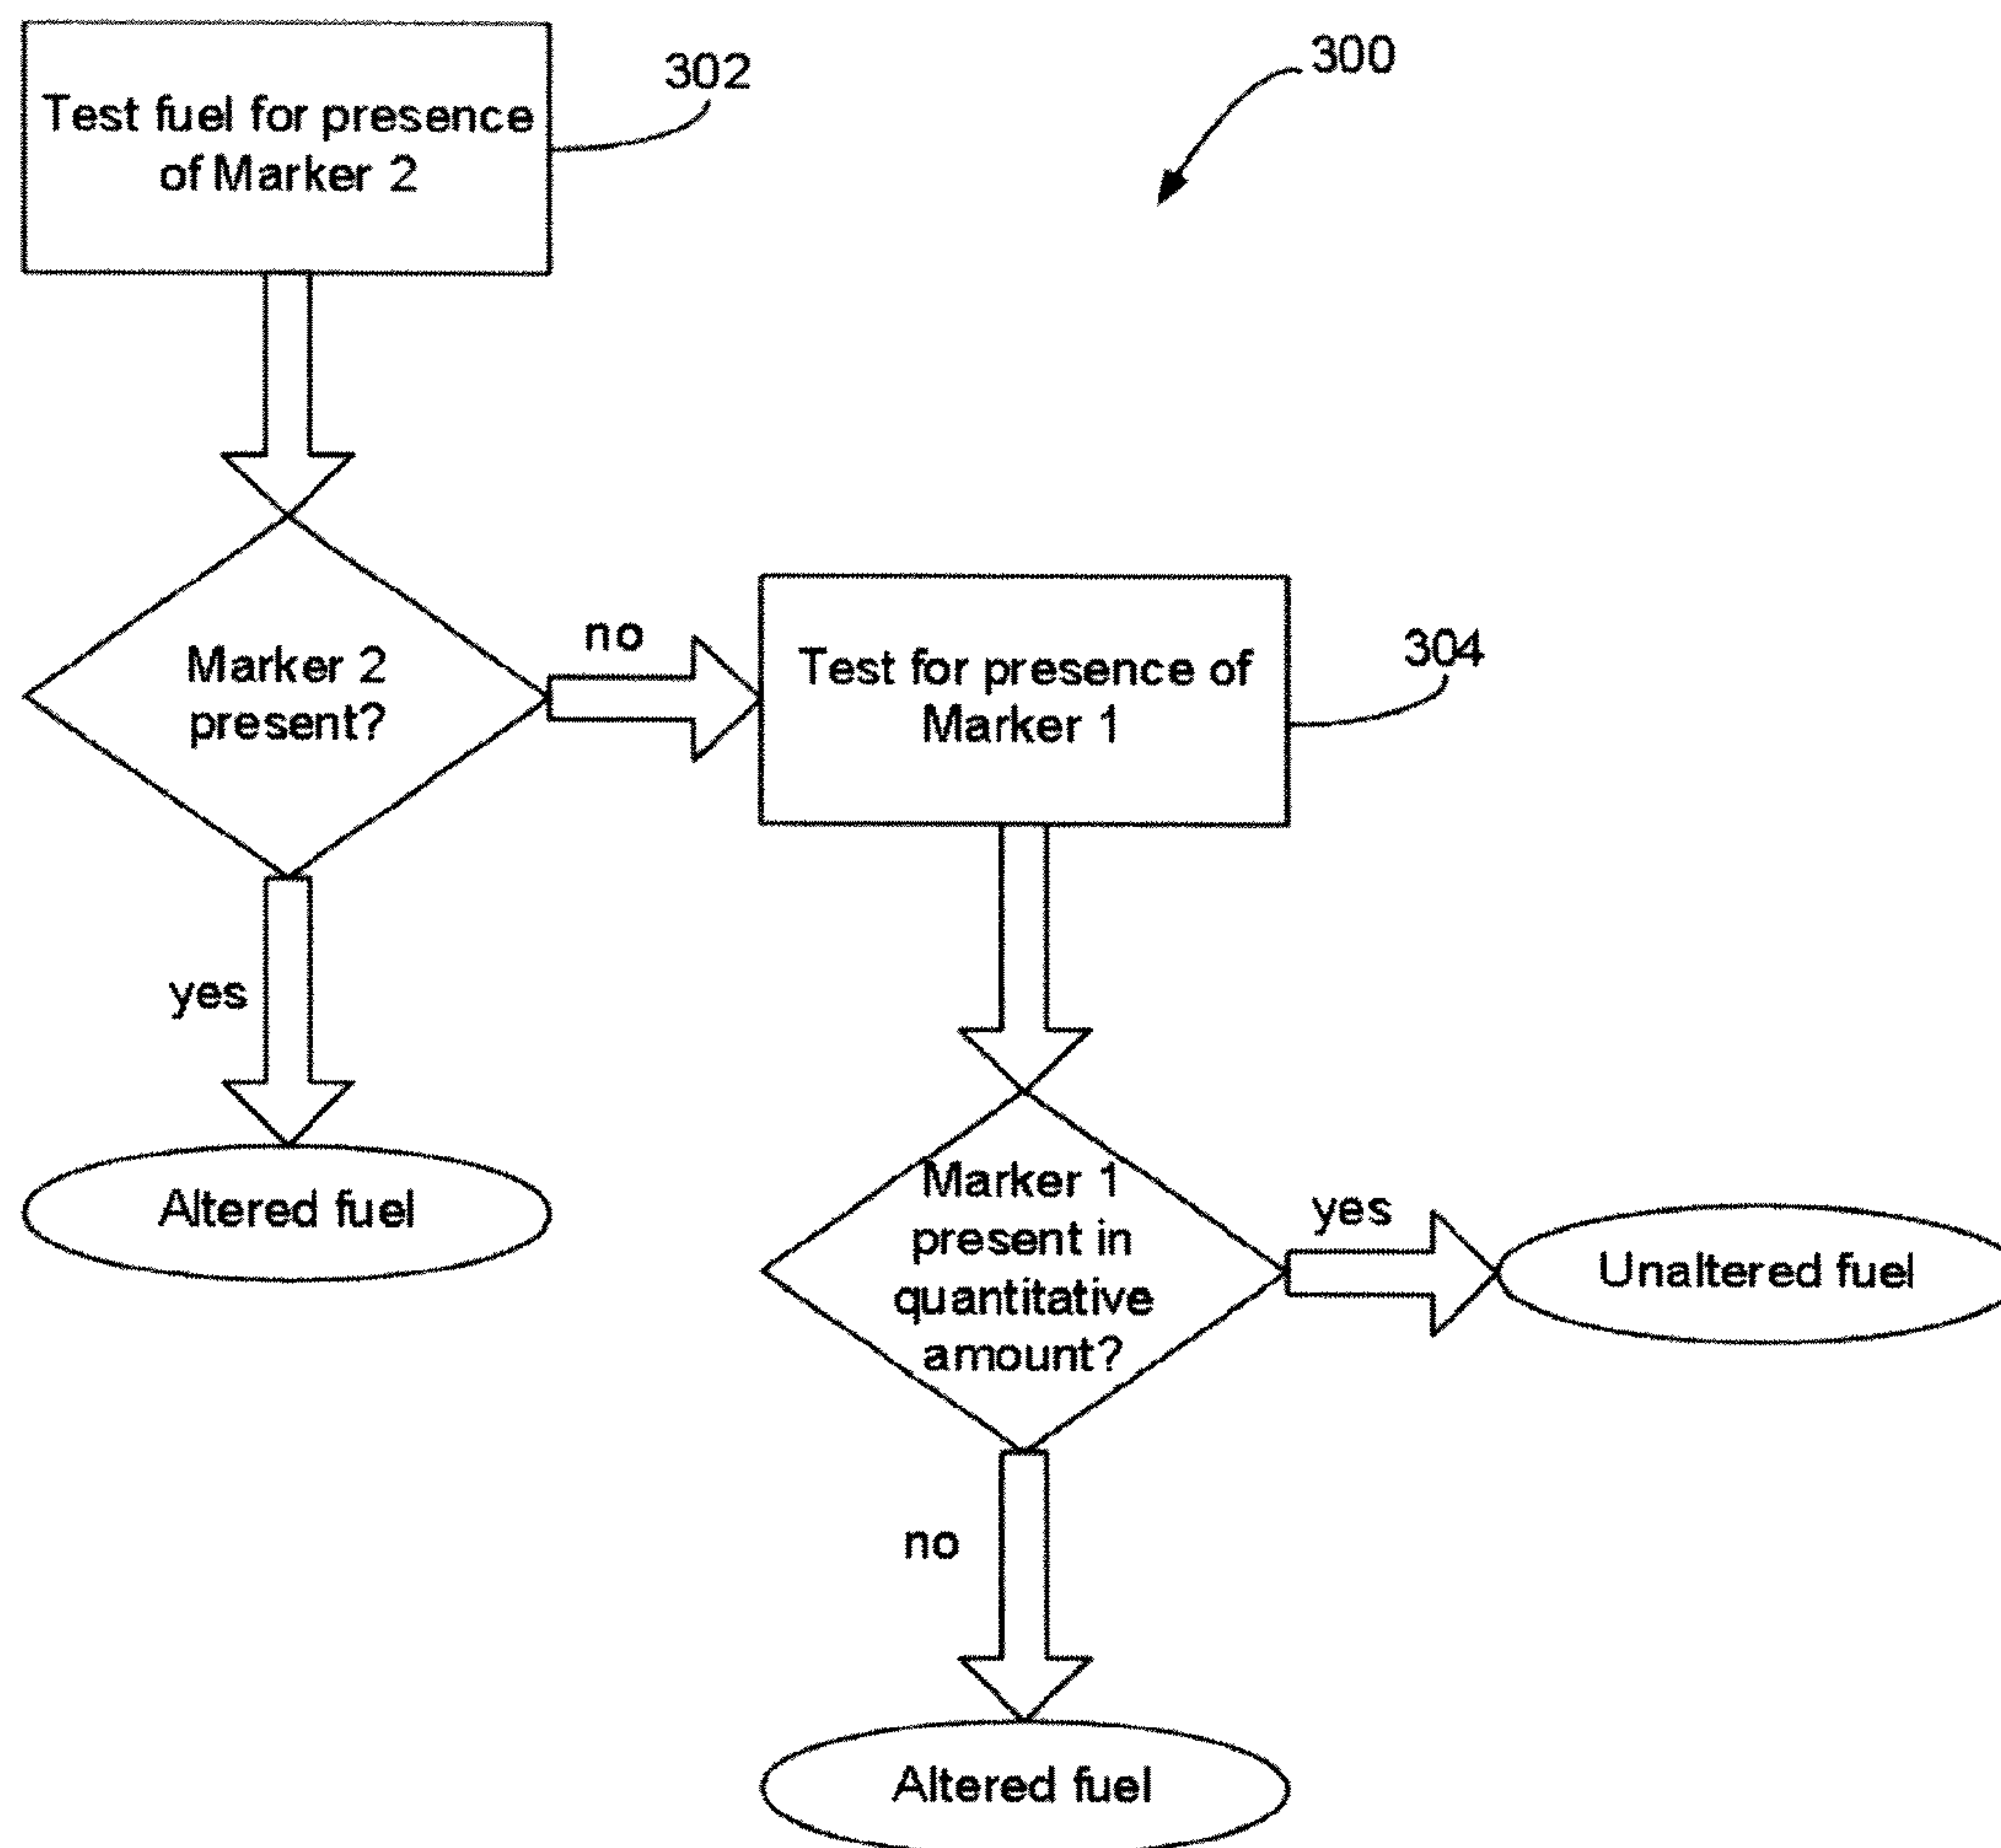 300
302
Test fuel for presence
of Marker 2
Marker 2
present?
no
304
Test for presence of
Marker 1
yes
Altered fuel
Marker 1
present in
quantitative
amount?
yes
Unaltered fuel
no
Altered fuel